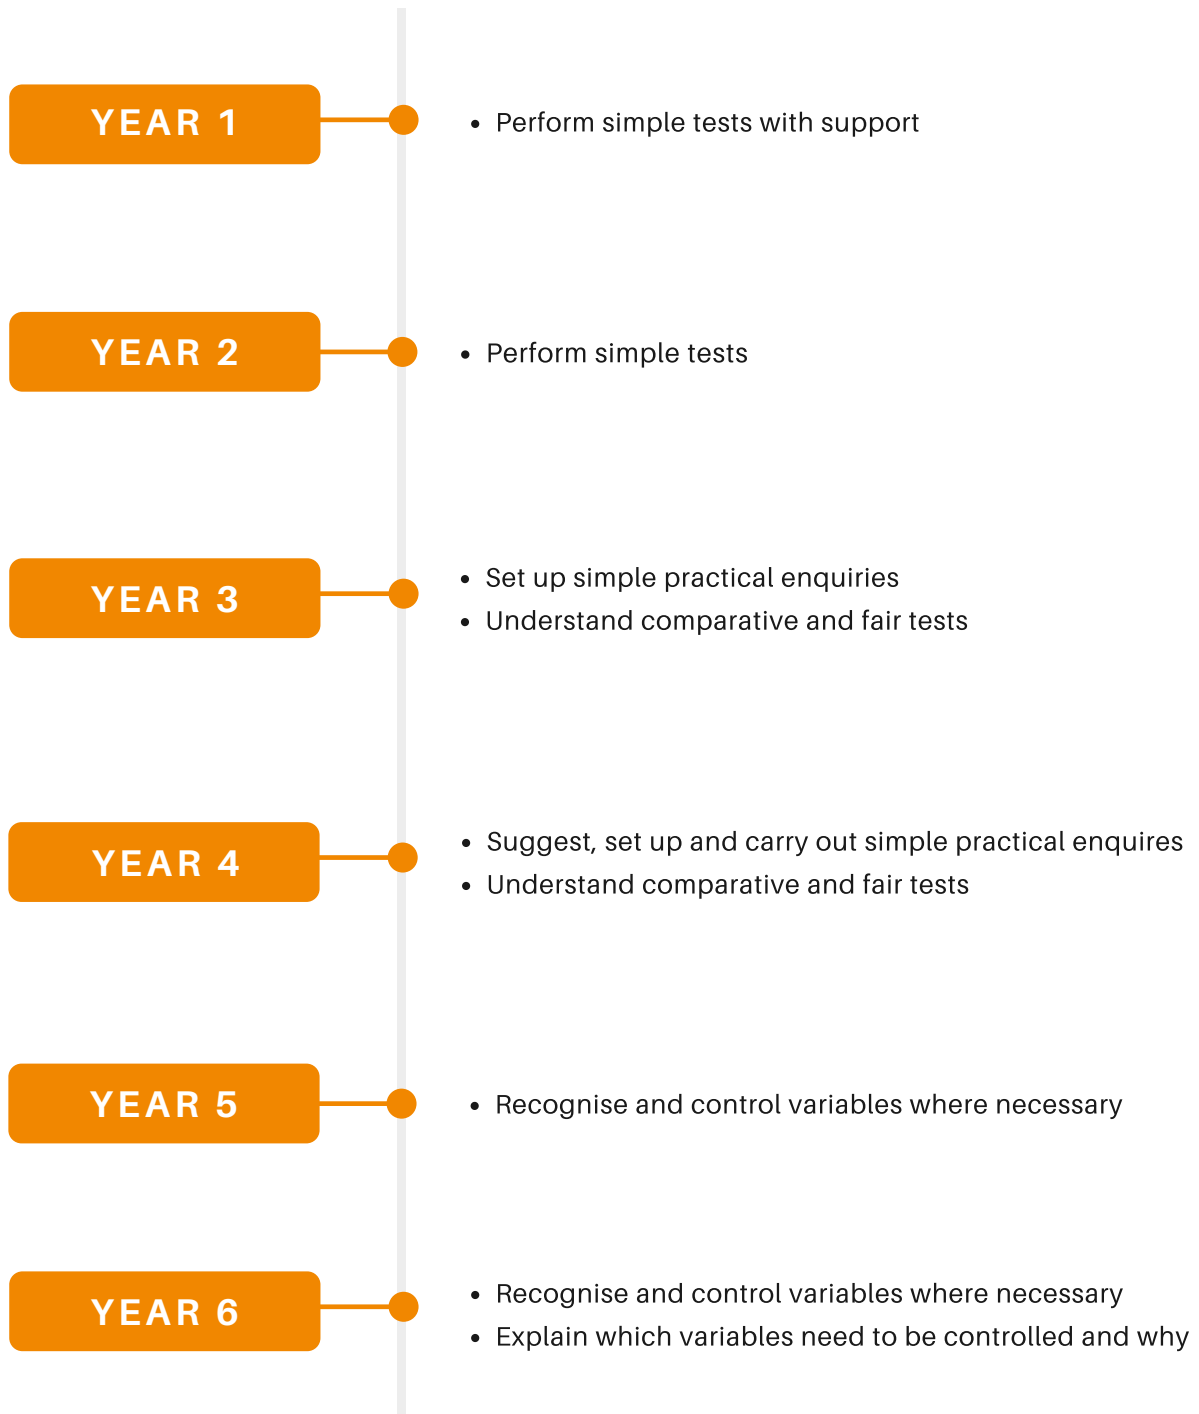 YEAR 1
• Perform simple tests with support
YEAR 2
• Perform simple tests
YEAR 3
• Set up simple practical enquiries
• Understand comparative and fair tests
YEAR 4
• Suggest, set up and carry out simple practical enquires
• Understand comparative and fair tests
YEAR 5
• Recognise and control variables where necessary
YEAR 6
• Recognise and control variables where necessary
• Explain which variables need to be controlled and why